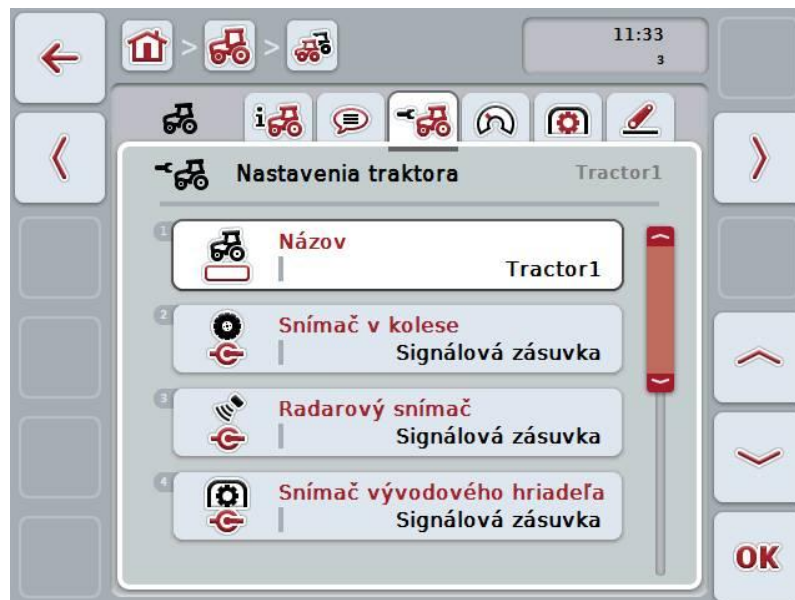 11:33
3
Nastavenia traktora
Tractor1
1
Názov
Tractor1
2
Snímač v kolese
Signálová zásuvka
3
Radarový snímač
Signálová zásuvka
4
Snímač vývodového hriadeľa
Signálová zásuvka
OK